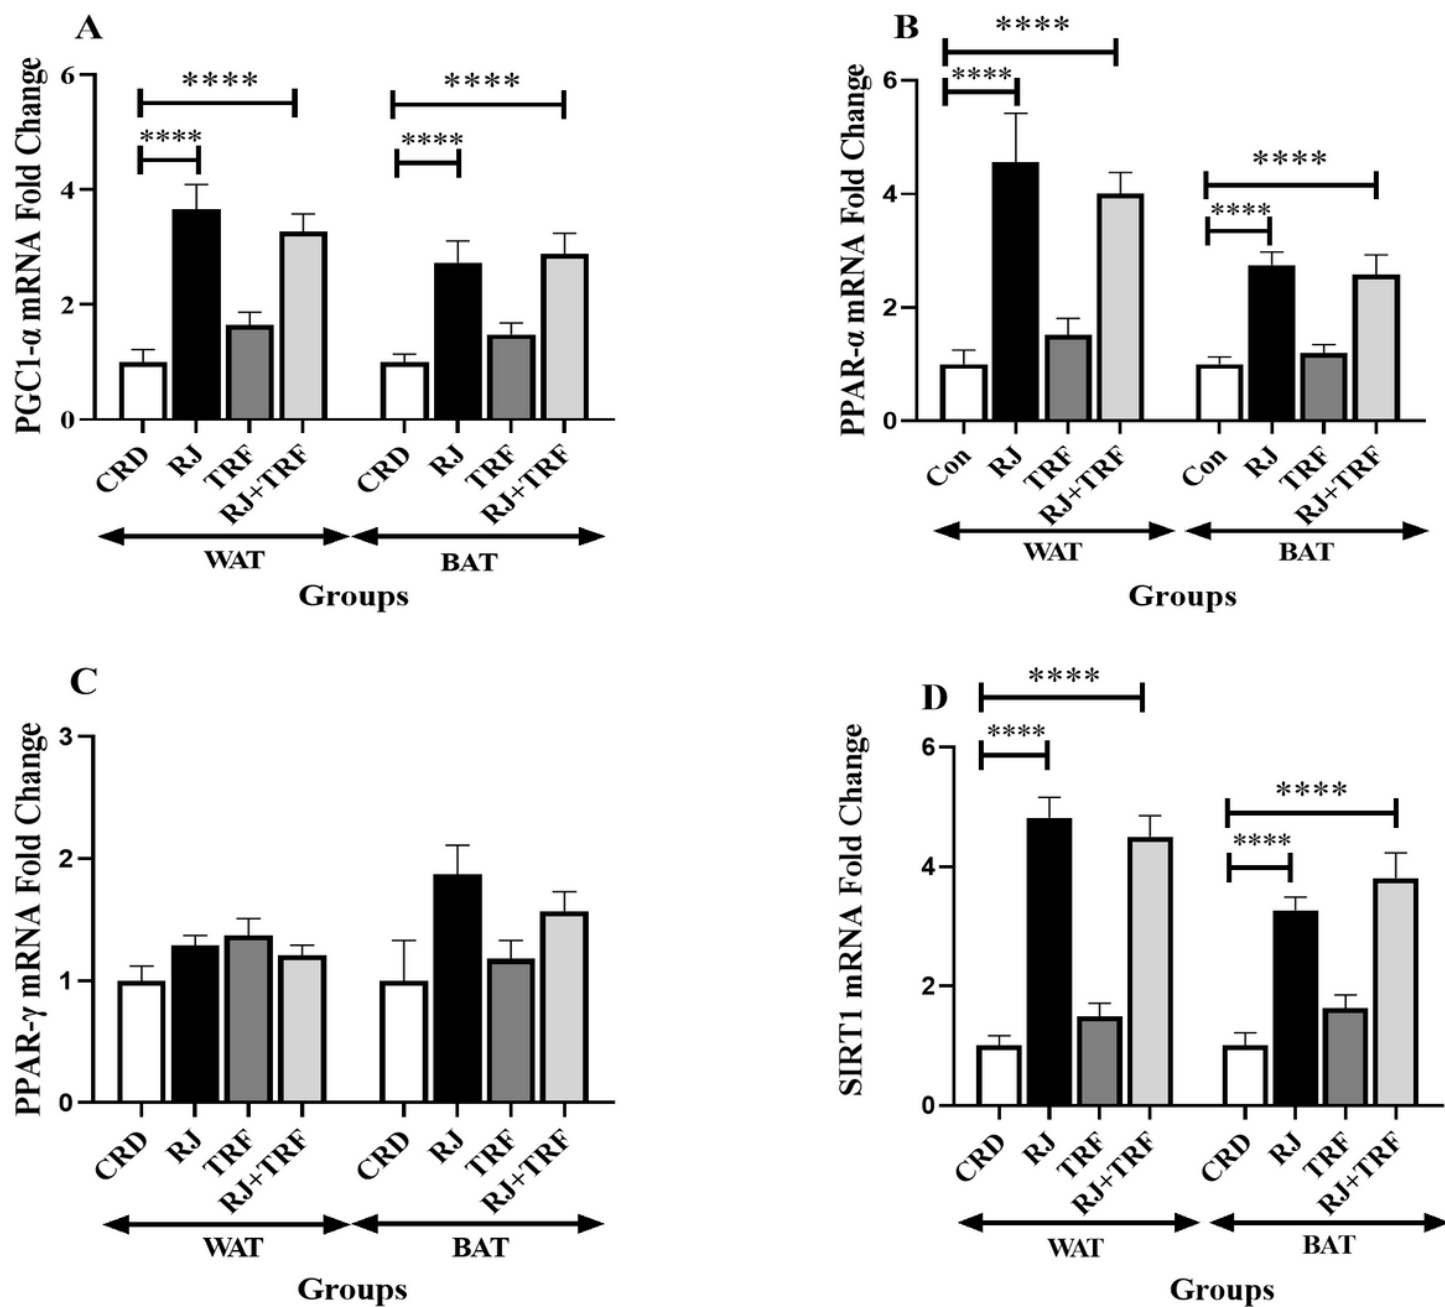 A
PGC1-α mRNA Fold Change
6
4
2
0
****
****
****
****
CRD
RJ
TRF
RJ+TRF
CRD
RJ
TRF
RJ+TRF
WAT
BAT
Groups
B
PPAR-α mRNA Fold Change
6
4
2
0
****
****
****
****
Con
RJ
TRF
RJ+TRF
Con
RJ
TRF
RJ+TRF
WAT
BAT
Groups
C
PPAR-γ mRNA Fold Change
3
2
1
0
CRD
RJ
TRF
RJ+TRF
CRD
RJ
TRF
RJ+TRF
WAT
BAT
Groups
D
SIRT1 mRNA Fold Change
6
4
2
0
****
****
****
****
CRD
RJ
TRF
RJ+TRF
CRD
RJ
TRF
RJ+TRF
WAT
BAT
Groups